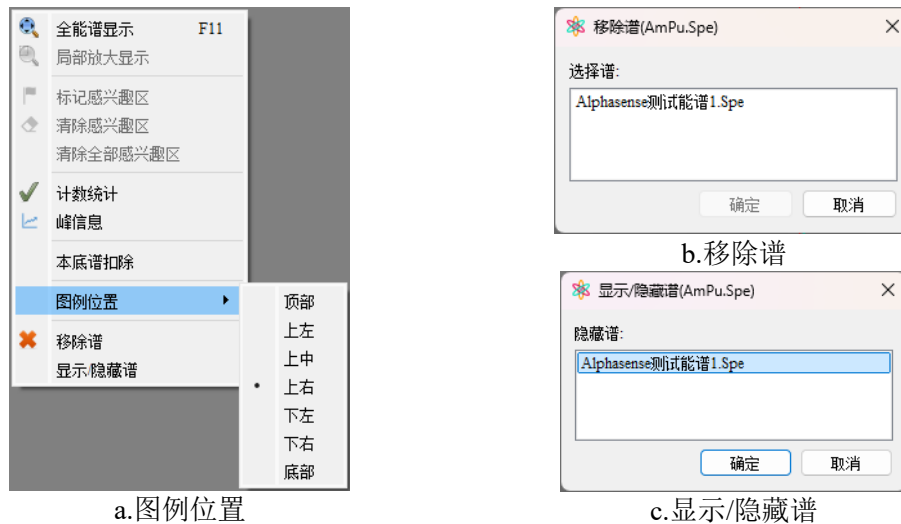 全能谱显示 F11
局部放大显示
标记感兴趣区
清除感兴趣区
清除全部感兴趣区
计数统计
峰信息
本底谱扣除
图例位置
移除谱
显示/隐藏谱
顶部
上左
上中
上右
下左
下右
底部
a.图例位置
移除谱(AmPu.Spe)
选择谱:
Alphasense测试能谱1.Spe
确定 取消
b.移除谱
显示/隐藏谱(AmPu.Spe)
隐藏谱:
Alphasense测试能谱1.Spe
确定 取消
c.显示/隐藏谱